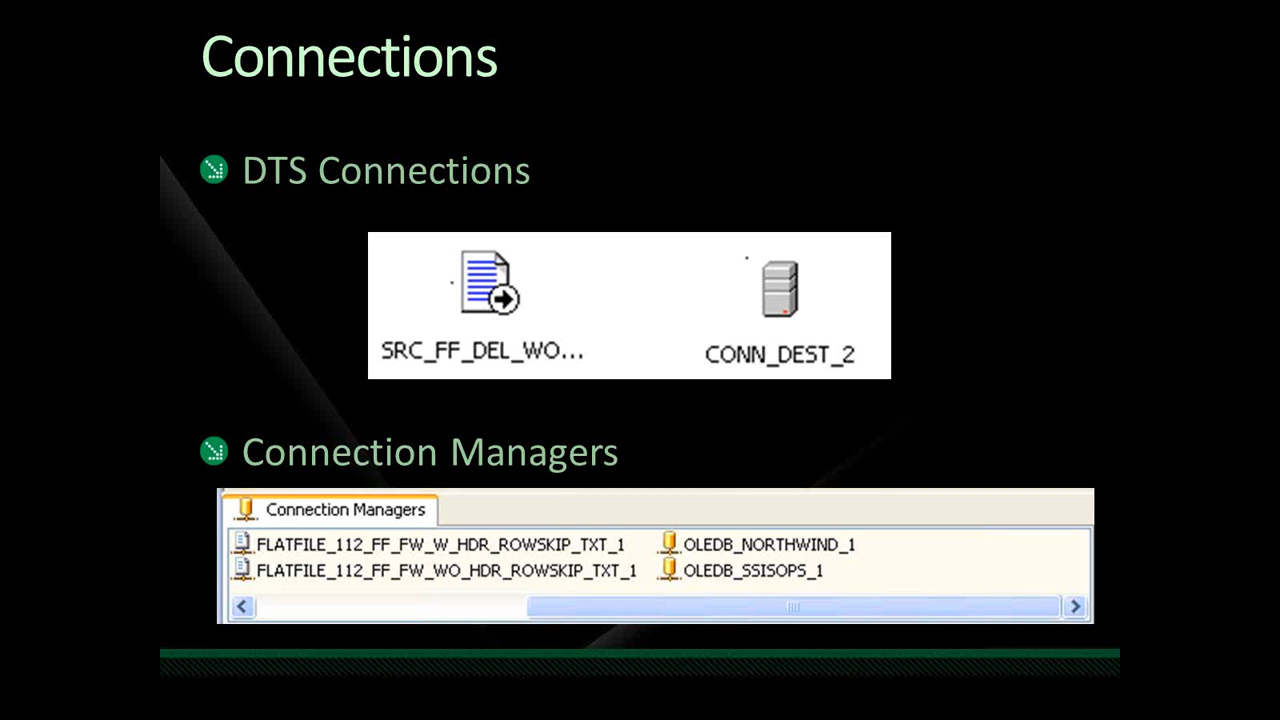 Connections
DTS Connections
SRC_FF_DEL_WO...
CONN_DEST_2
Connection Managers
Connection Managers
FLATFILE_112_FF_FW_W_HDR_ROWSKIP_TXT_1
OLEDB_NORTHWIND_1
FLATFILE_112_FF_FW_WO_HDR_ROWSKIP_TXT_1
OLEDB_SSISOPS_1